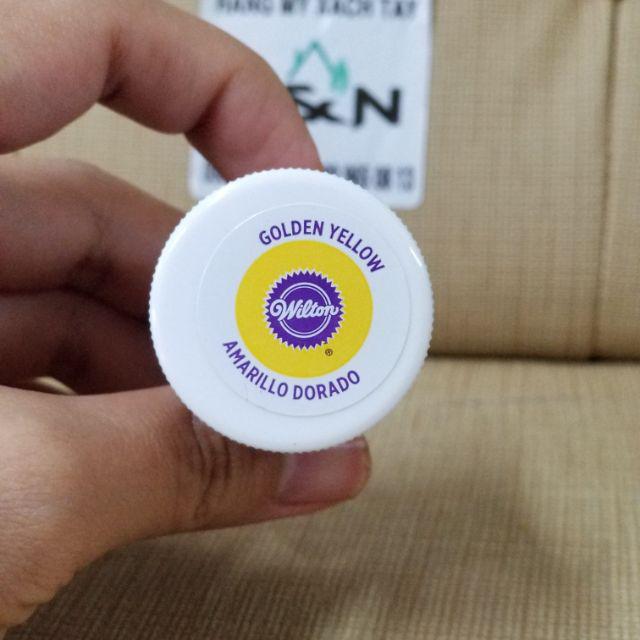 HÀNG MỸ XÁCH TAY
&N
GOLDEN YELLOW
Wilton
®
AMARILLO DORADO